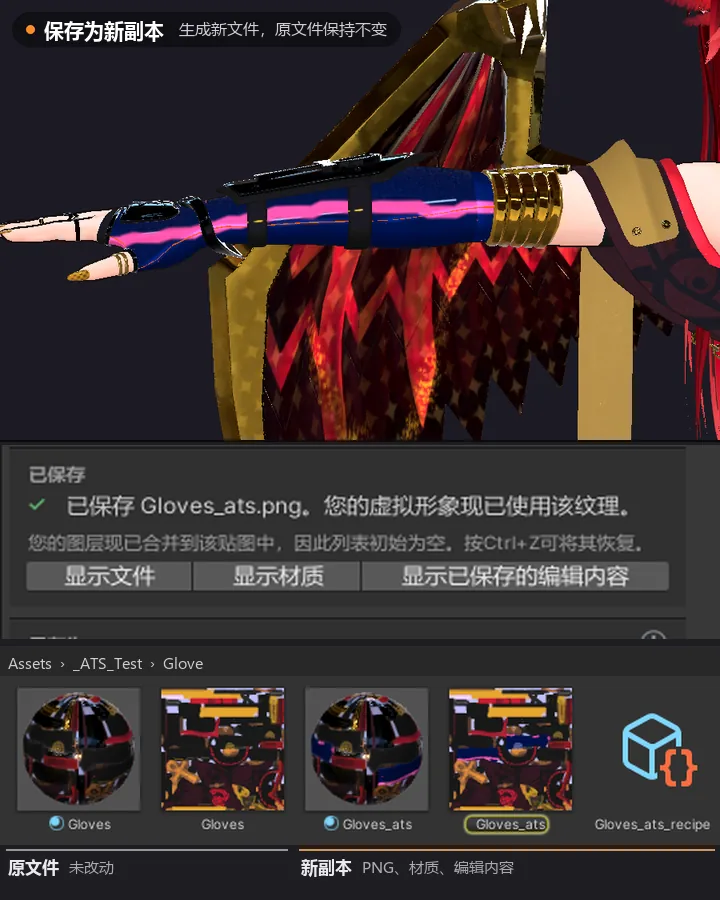 保存为新副本 生成新文件，原文件保持不变
已保存
已保存 Gloves_ats.png。您的虚拟形象现已使用该纹理。
您的图层现已合并到该贴图中，因此列表初始为空。按Ctrl+Z可将其恢复。
显示文件 显示材质 显示已保存的编辑内容
Assets › _ATS_Test › Glove
Gloves Gloves Gloves_ats Gloves_ats Gloves_ats_recipe
原文件 未改动 新副本 PNG、材质、编辑内容